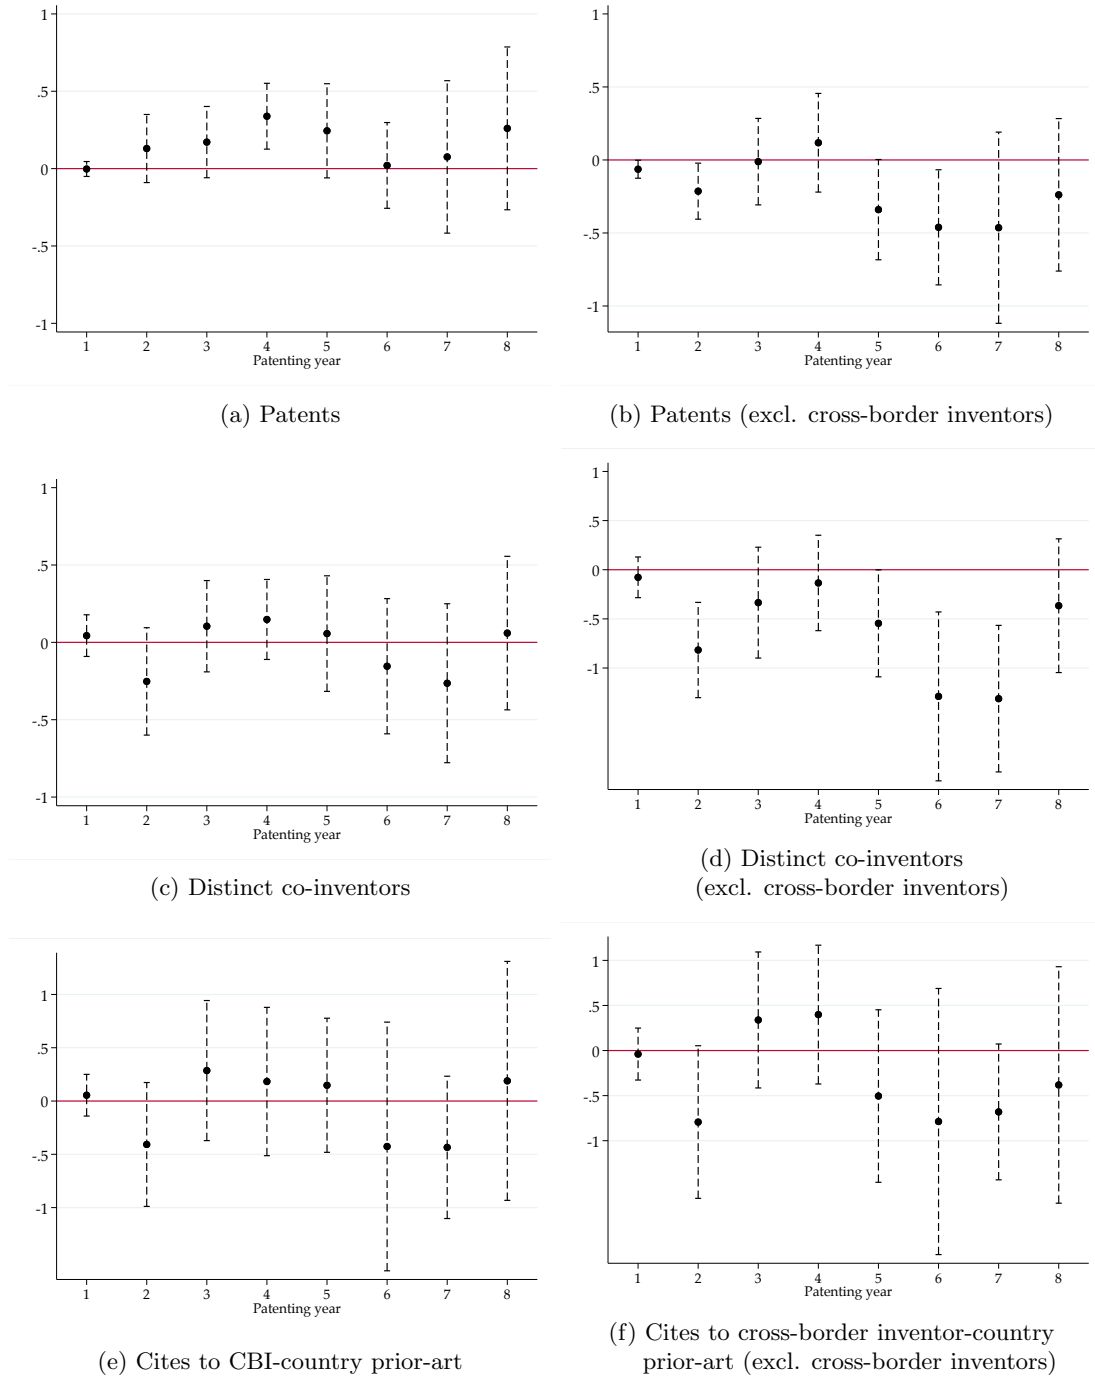 1
.5
0
-.5
-1
1 2 3 4 5 6 7 8
Patenting year
(a) Patents
1
.5
0
-.5
-1
1 2 3 4 5 6 7 8
Patenting year
(b) Patents (excl. cross-border inventors)
1
.5
0
-.5
-1
1 2 3 4 5 6 7 8
Patenting year
(c) Distinct co-inventors
1
.5
0
-.5
-1
1 2 3 4 5 6 7 8
Patenting year
(d) Distinct co-inventors
(excl. cross-border inventors)
1
.5
0
-.5
-1
1 2 3 4 5 6 7 8
Patenting year
(e) Cites to CBI-country prior-art
1
.5
0
-.5
-1
1 2 3 4 5 6 7 8
Patenting year
(f) Cites to cross-border inventor-country
prior-art (excl. cross-border inventors)